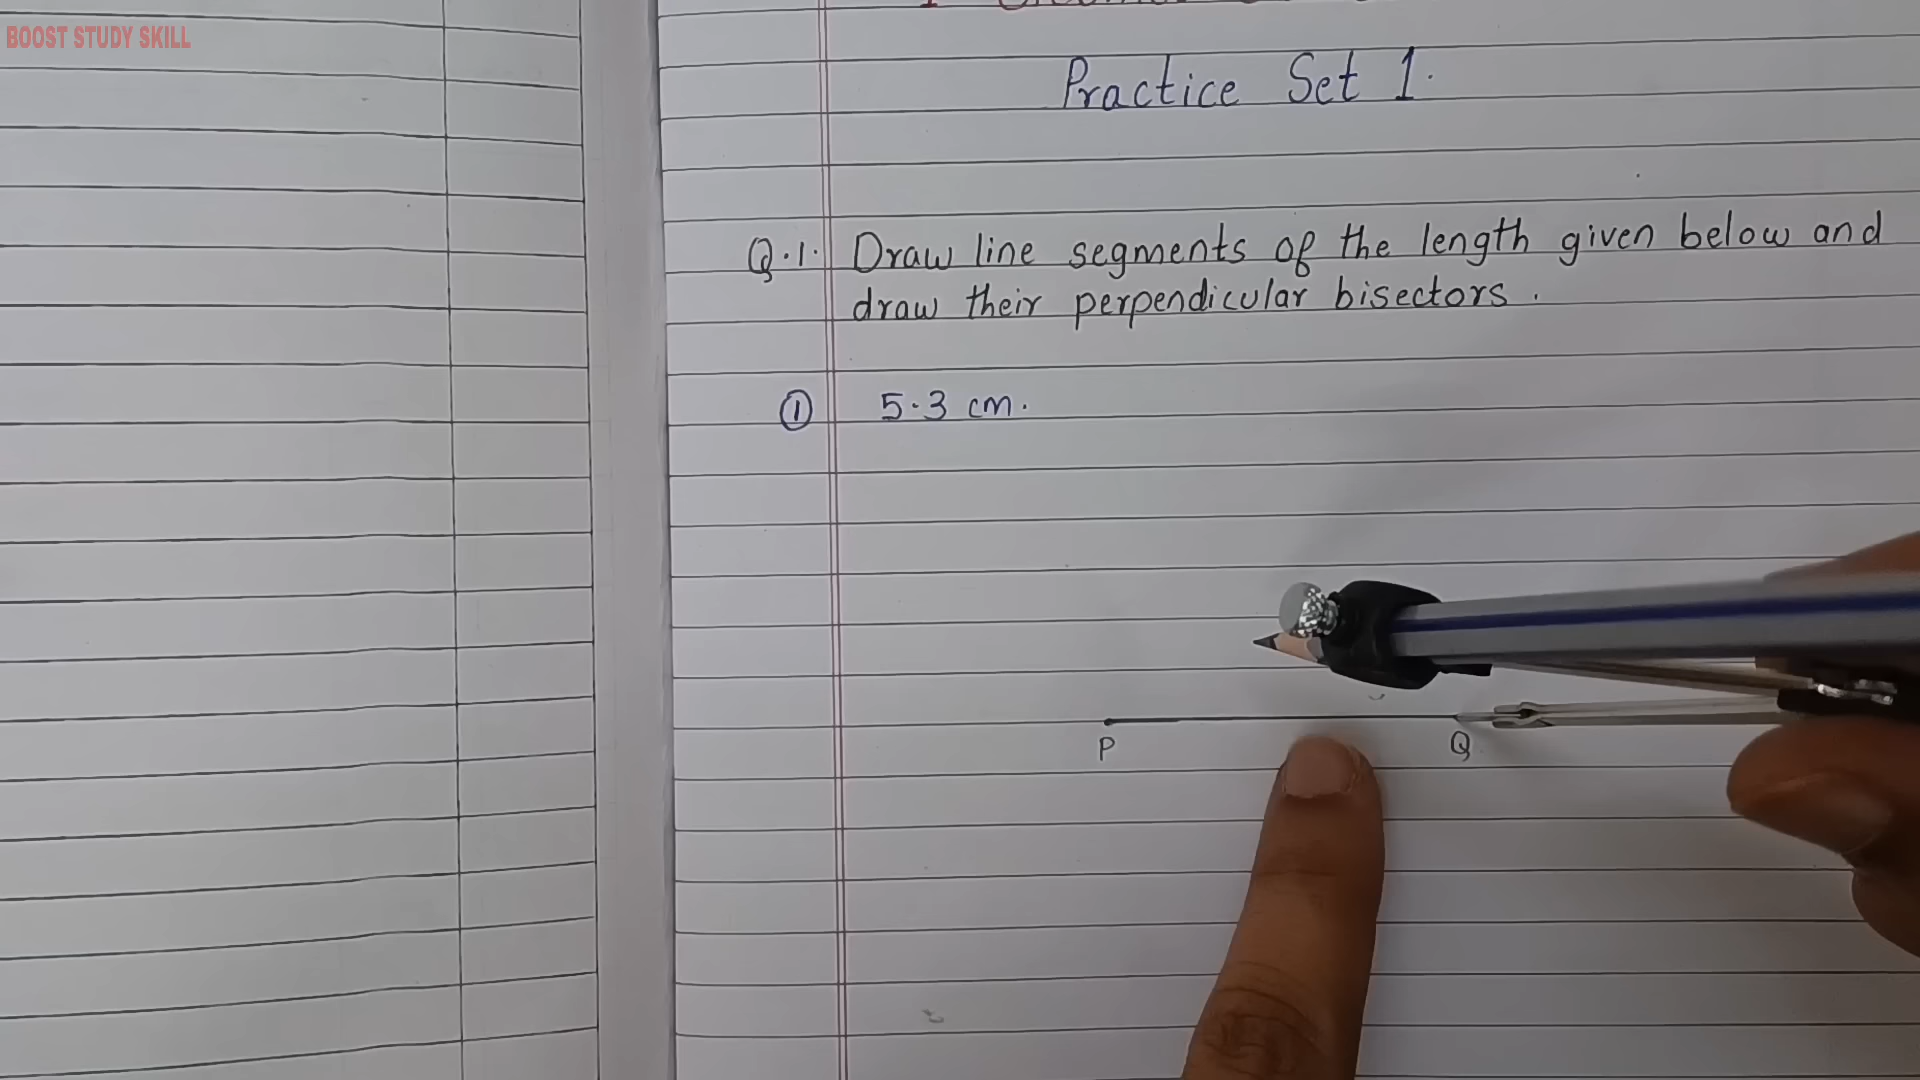 BOOST STUDY SKILL
Practice Set 1.
Q.1. Draw line segments of the length given below and
draw their perpendicular bisectors.
① 5.3 cm.
P Q